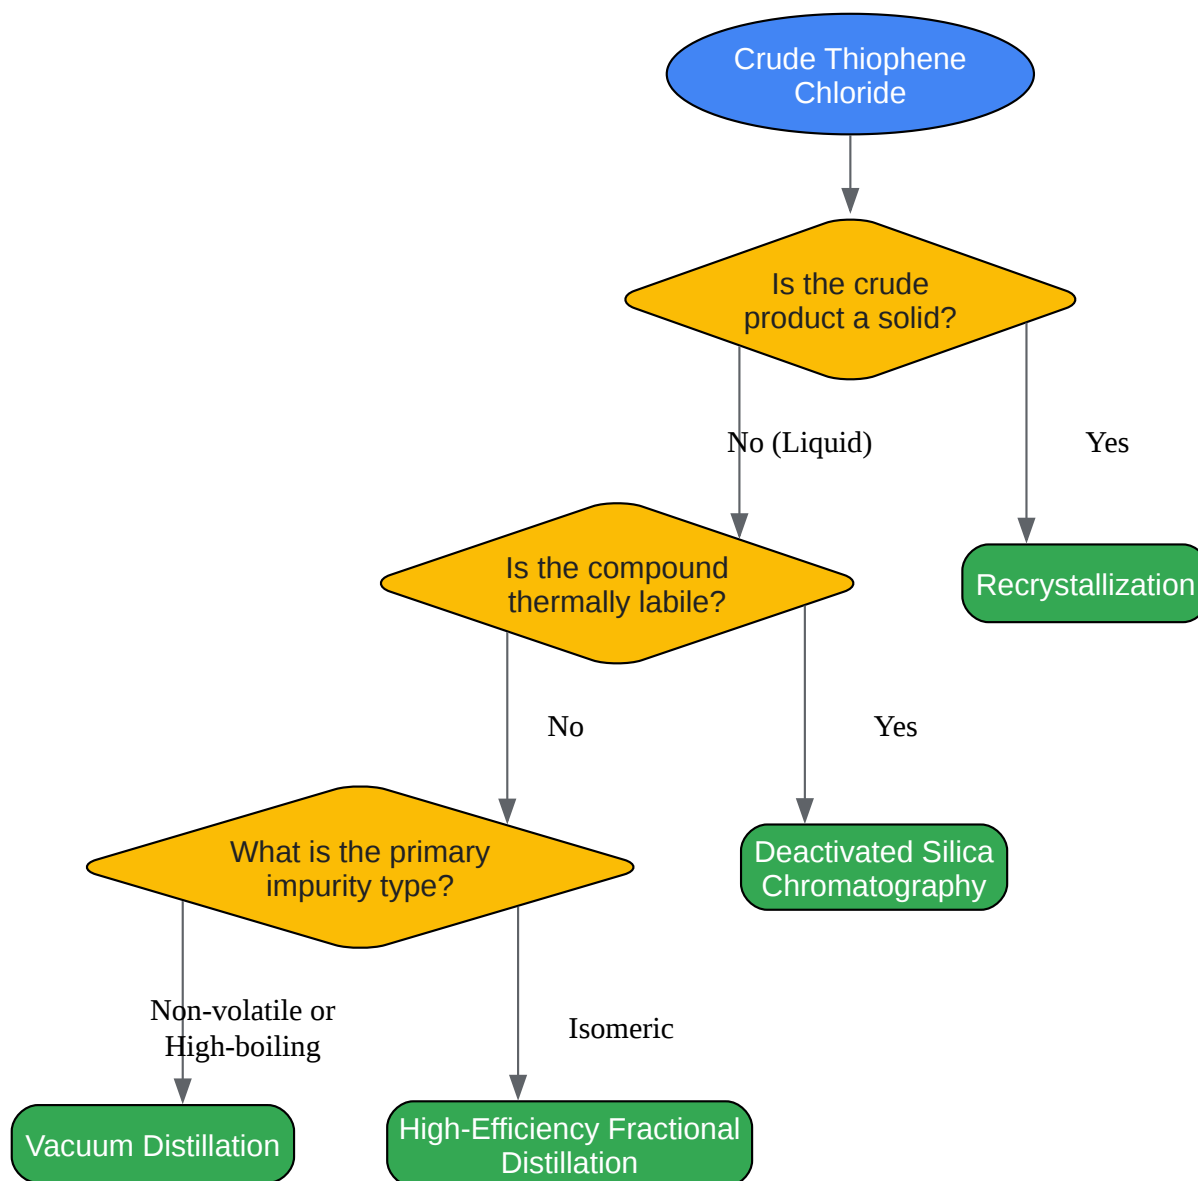 Crude Thiophene
Chloride
Is the crude
product a solid?
No (Liquid)
Yes
Is the compound
thermally labile?
Recrystallization
No
Yes
What is the primary
impurity type?
Deactivated Silica
Chromatography
Non-volatile or
High-boiling
Isomeric
Vacuum Distillation
High-Efficiency Fractional
Distillation